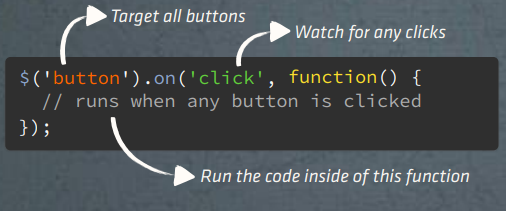 Target all buttons
Watch for any clicks
$('button').on('click', function() {
// runs when any button is clicked
});
Run the code inside of this function